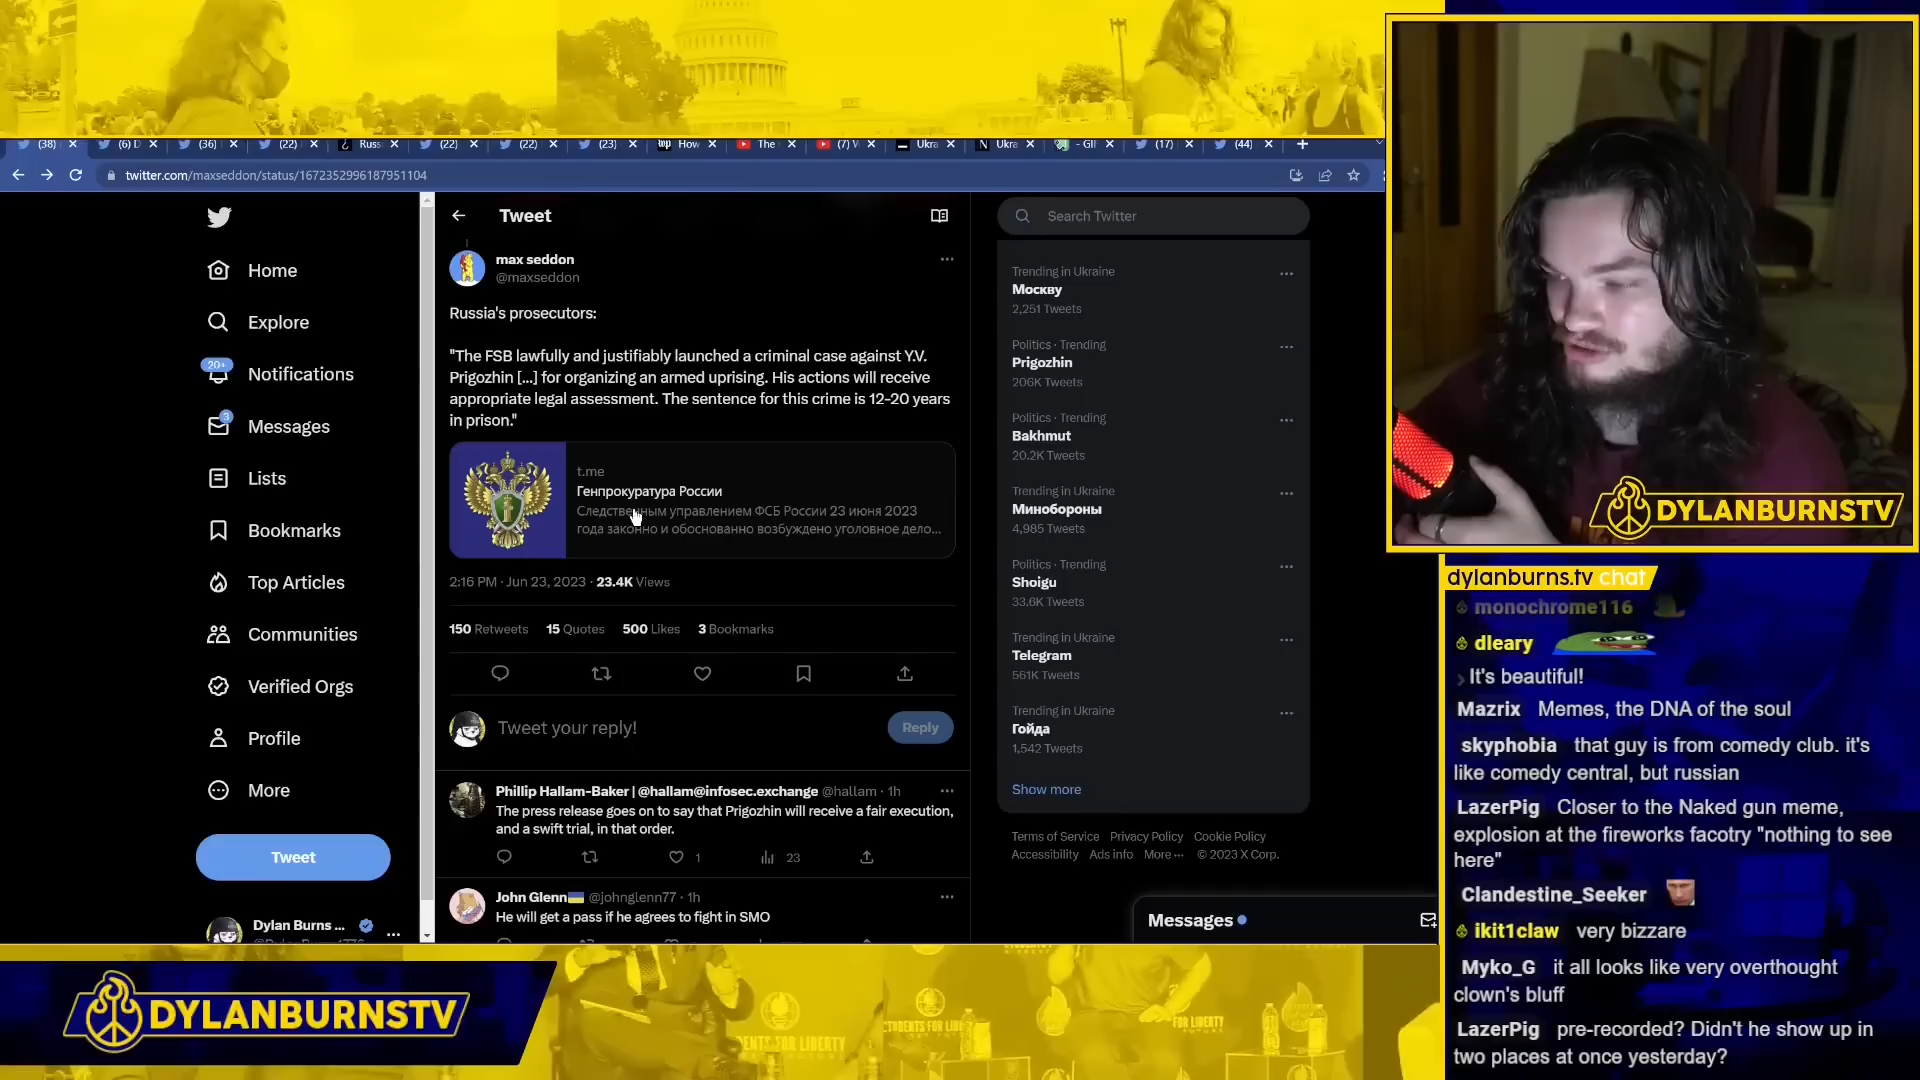 (38)
(6) D
(36)
(22)
Russ
(22)
(22)
(23)
How
The
(7) V
Ukra
Ukra
- GIF
(17)
(44)
twitter.com/maxseddon/status/1672352996187951104
Home
Explore
20+
Notifications
3
Messages
Lists
Bookmarks
Top Articles
Communities
Verified Orgs
Profile
More
Tweet
Dylan Burns ...
Tweet
max seddon
@maxseddon
Russia's prosecutors:
"The FSB lawfully and justifiably launched a criminal case against Y.V.
Prigozhin [...] for organizing an armed uprising. His actions will receive
appropriate legal assessment. The sentence for this crime is 12-20 years
in prison."
t.me
Генпрокуратура России
Следственным управлением ФСБ России 23 июня 2023
года законно и обоснованно возбуждено уголовное дело...
2:16 PM · Jun 23, 2023 · 23.4K Views
150 Retweets 15 Quotes 500 Likes 3 Bookmarks
Tweet your reply!
Reply
Phillip Hallam-Baker | @hallam@infosec.exchange @hallam · 1h
The press release goes on to say that Prigozhin will receive a fair execution,
and a swift trial, in that order.
1
23
John Glenn @johnglenn77 · 1h
He will get a pass if he agrees to fight in SMO
Search Twitter
Trending in Ukraine
Москву
2,251 Tweets
Politics · Trending
Prigozhin
206K Tweets
Politics · Trending
Bakhmut
20.2K Tweets
Trending in Ukraine
Минобороны
4,985 Tweets
Politics · Trending
Shoigu
33.6K Tweets
Trending in Ukraine
Telegram
561K Tweets
Trending in Ukraine
Гойда
1,542 Tweets
Show more
Terms of Service Privacy Policy Cookie Policy
Accessibility Ads info More ··· © 2023 X Corp.
Messages
DYLANBURNSTV
dylanburns.tv chat
monochrome116
dleary
It's beautiful!
Mazrix Memes, the DNA of the soul
skyphobia that guy is from comedy club. it's
like comedy central, but russian
LazerPig Closer to the Naked gun meme,
explosion at the fireworks facotry "nothing to see
here"
Clandestine_Seeker
ikit1claw very bizzare
Myko_G it all looks like very overthought
clown's bluff
LazerPig pre-recorded? Didn't he show up in
two places at once yesterday?
DYLANBURNSTV
DENTS FOR LIBERTY
FOR LIBERTY